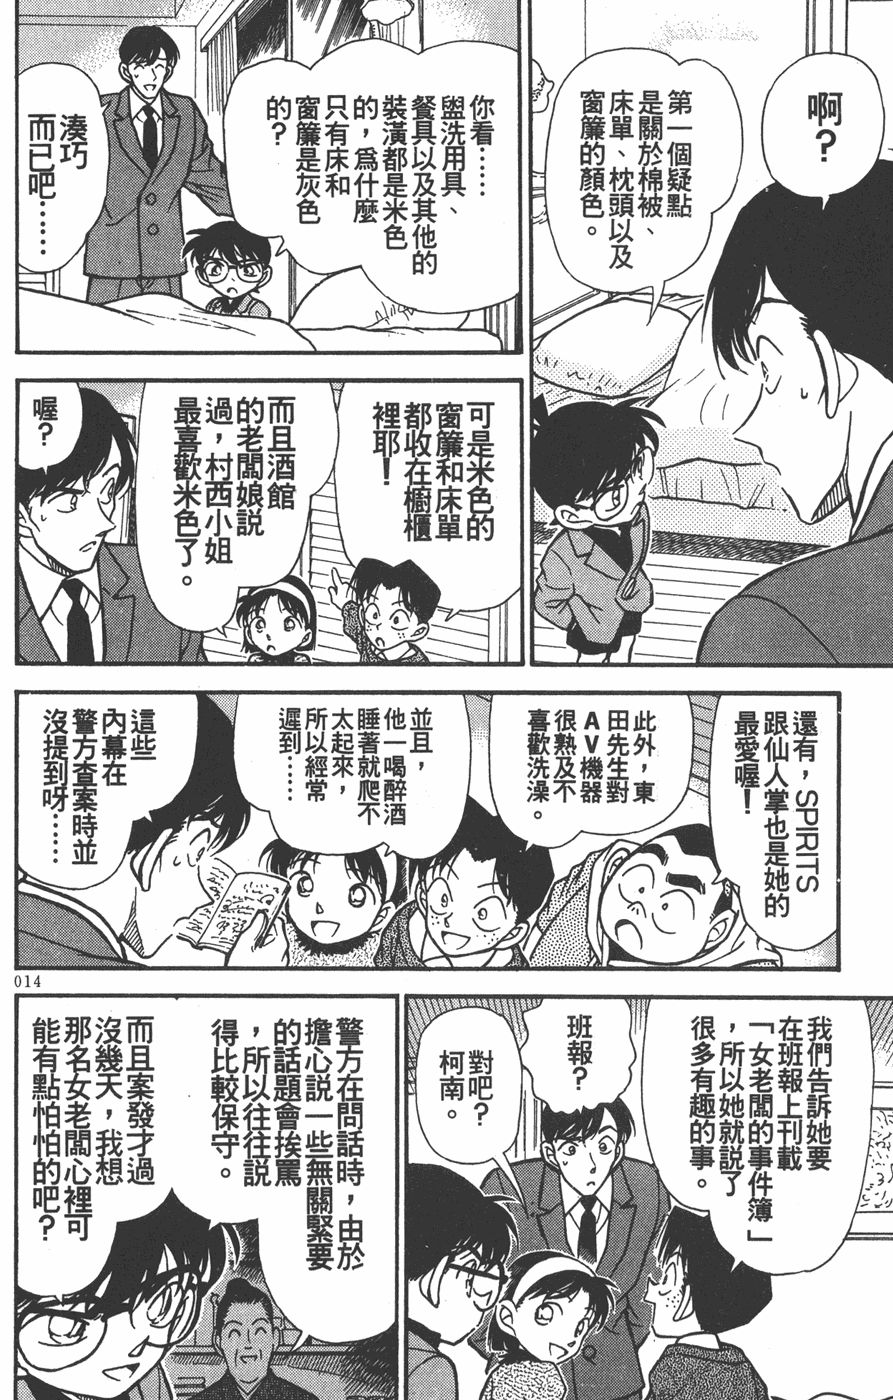 啊?
第一個疑點
是關於棉被、
床單、枕頭以及
窗簾的顏色。
你看……
盥洗用具、
餐具以及其他的
裝潢都是米色
的，爲什麼
只有床和
窗簾是灰色
的?
湊巧
而已吧……
可是米色的
窗簾和床單
都收在櫥櫃
裡耶!
而且酒館
的老闆娘說
過，村西小姐
最喜歡米色了。
喔?
還有，SPIRITS
跟仙人掌也是她的
最愛喔!
此外，東
田先生對
AV機器
很熟及不
喜歡洗澡。
並且，
他一喝醉酒
睡著就爬不
太起來，
所以經常
遲到……
這些
內幕在
警方查案時並
沒提到呀……
014
我們告訴她要
在班報上刊載
「女老闆的事件簿」
，所以她就說了
很多有趣的事。
班報?
對吧?
柯南。
警方在問話時，由於
擔心說一些無關緊要
的話題會挨罵
，所以往往說
得比較保守。
而且案發才過
沒幾天，我想
那名女老闆心裡可
能有點怕怕的吧?